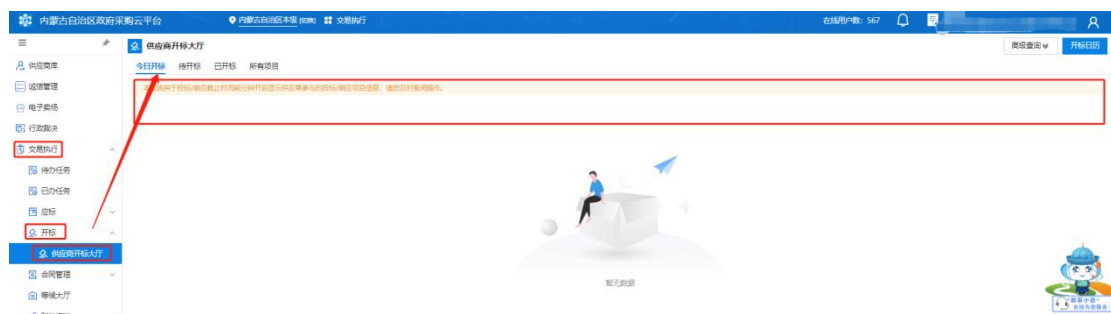 内蒙古自治区政府采购云平台
内蒙古自治区本级 [切换] 交易执行
在线用户数: 567
供应商开标大厅
高级查询
开标日历
今日开标 待开标 已开标 所有项目
供应商库
诚信管理
电子卖场
行政裁决
交易执行
待办任务
已办任务
应标
开标
供应商开标大厅
合同管理
等候大厅
暂无数据